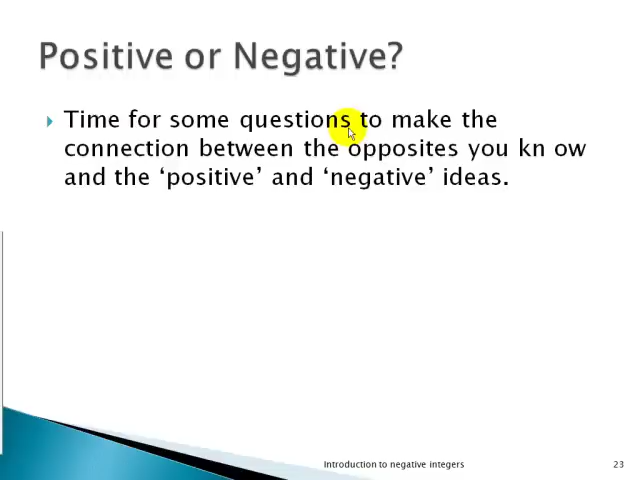 Positive or Negative?
Time for some questions to make the
connection between the opposites you kn ow
and the ‘positive’ and ‘negative’ ideas.
Introduction to negative integers
23